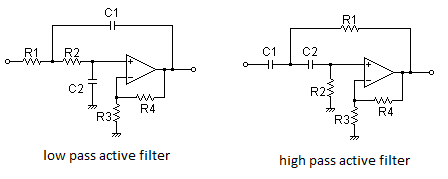 C1
R1 R2
+
−
C2
R3 R4
low pass active filter
R1
C1 C2
+
−
R2
R3 R4
high pass active filter